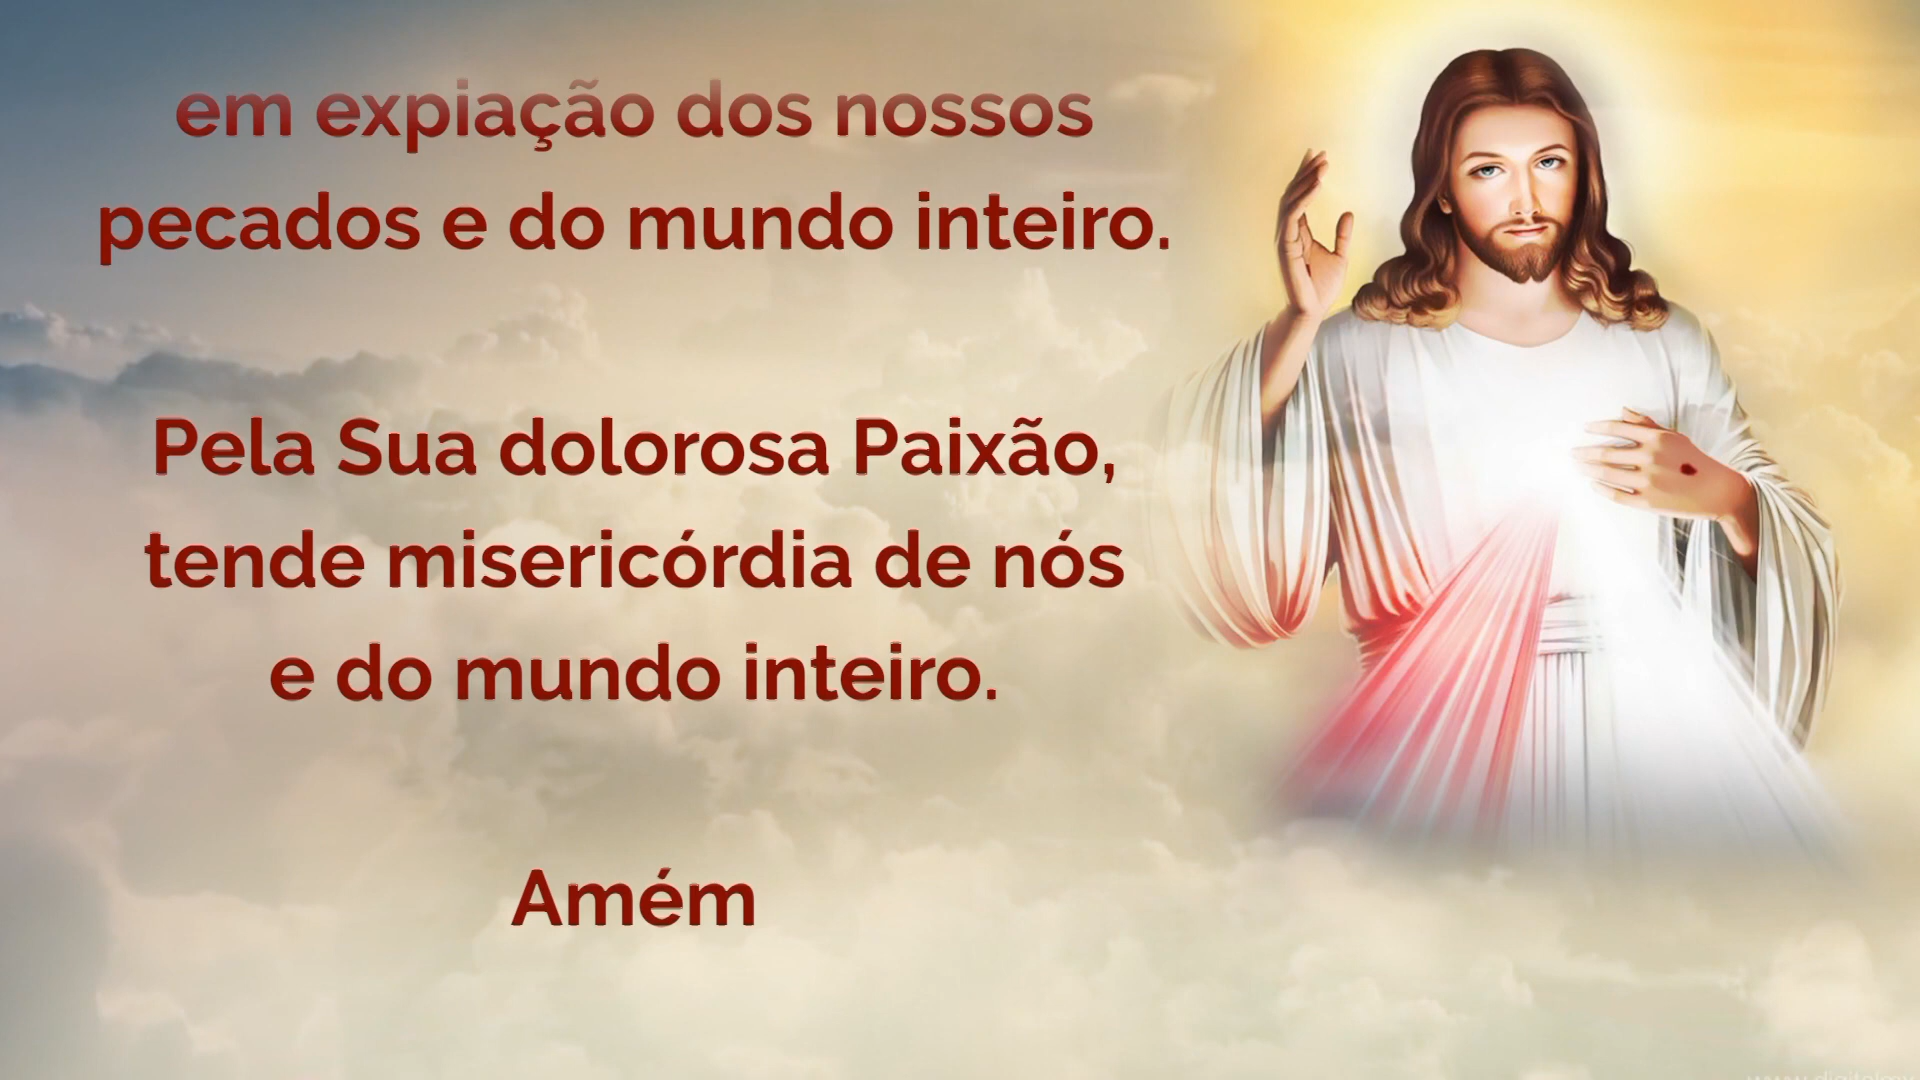 em expiação dos nossos
pecados e do mundo inteiro.
Pela Sua dolorosa Paixão,
tende misericórdia de nós
e do mundo inteiro.
Amém